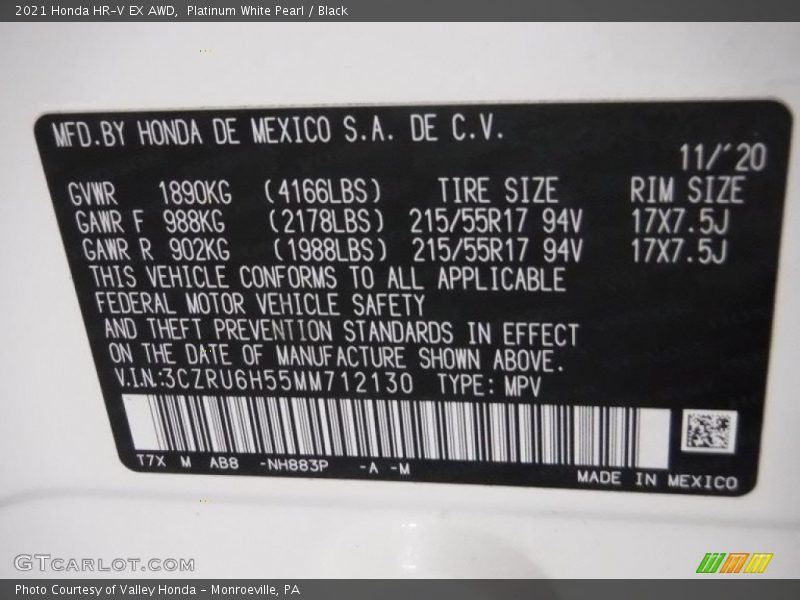 2021 Honda HR-V EX AWD, Platinum White Pearl / Black
MFD.BY HONDA DE MEXICO S.A. DE C.V.
11/'20
GVWR 1890KG (4166LBS) TIRE SIZE RIM SIZE
GAWR F 988KG (2178LBS) 215/55R17 94V 17X7.5J
GAWR R 902KG (1988LBS) 215/55R17 94V 17X7.5J
THIS VEHICLE CONFORMS TO ALL APPLICABLE
FEDERAL MOTOR VEHICLE SAFETY
AND THEFT PREVENTION STANDARDS IN EFFECT
ON THE DATE OF MANUFACTURE SHOWN ABOVE.
V.I.N.:3CZRU6H55MM712130 TYPE: MPV
T7X M AB8 -NH883P -A -M
MADE IN MEXICO
GTCARLOT.COM
Photo Courtesy of Valley Honda - Monroeville, PA